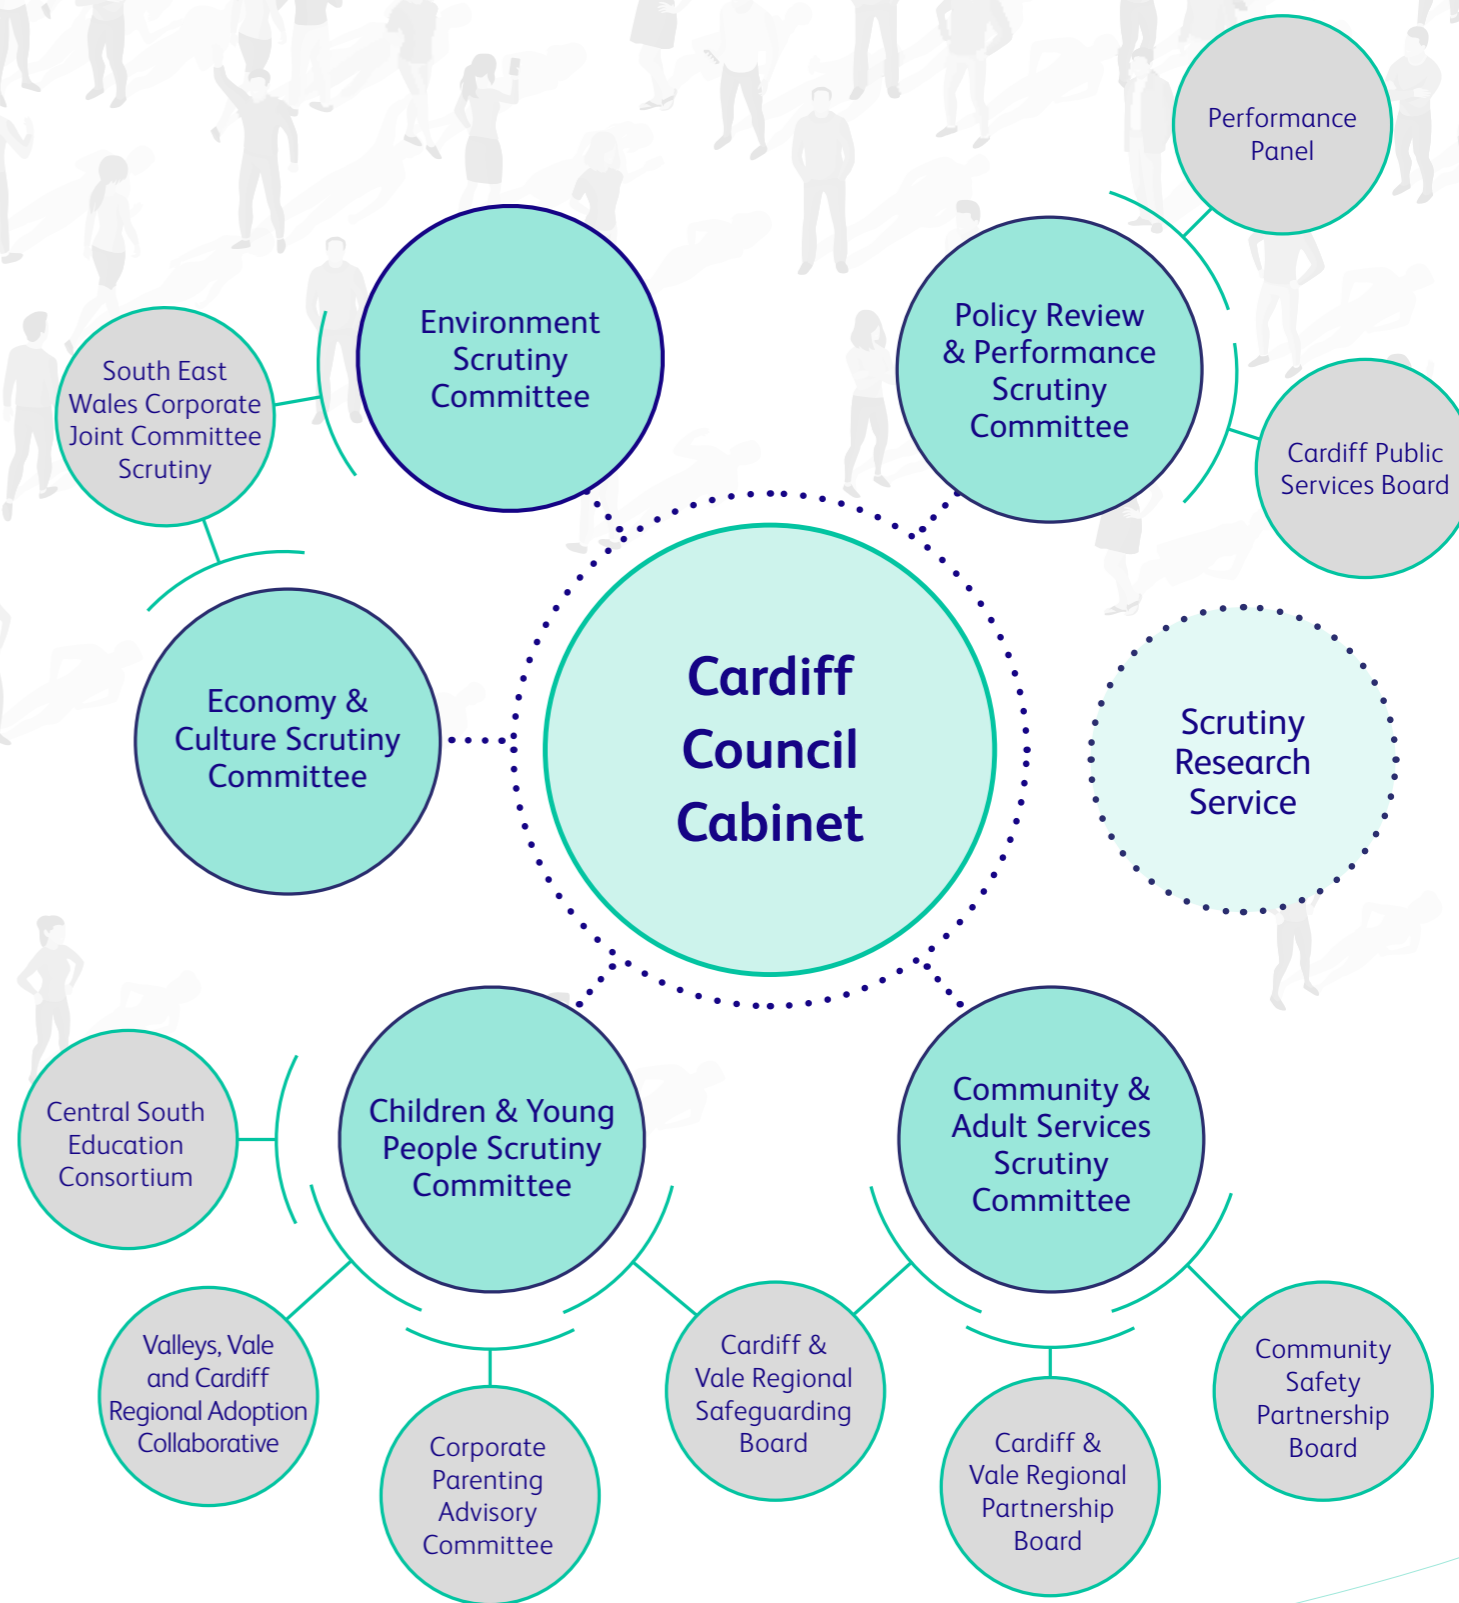 Performance
Panel
Environment
Scrutiny
Committee
Policy Review
& Performance
Scrutiny
Committee
South East
Wales Corporate
Joint Committee
Scrutiny
Cardiff Public
Services Board
Cardiff
Council
Cabinet
Economy &
Culture Scrutiny
Committee
Scrutiny
Research
Service
Central South
Education
Consortium
Children & Young
People Scrutiny
Committee
Community &
Adult Services
Scrutiny
Committee
Valleys, Vale
and Cardiff
Regional Adoption
Collaborative
Corporate
Parenting
Advisory
Committee
Cardiff &
Vale Regional
Safeguarding
Board
Cardiff &
Vale Regional
Partnership
Board
Community
Safety
Partnership
Board